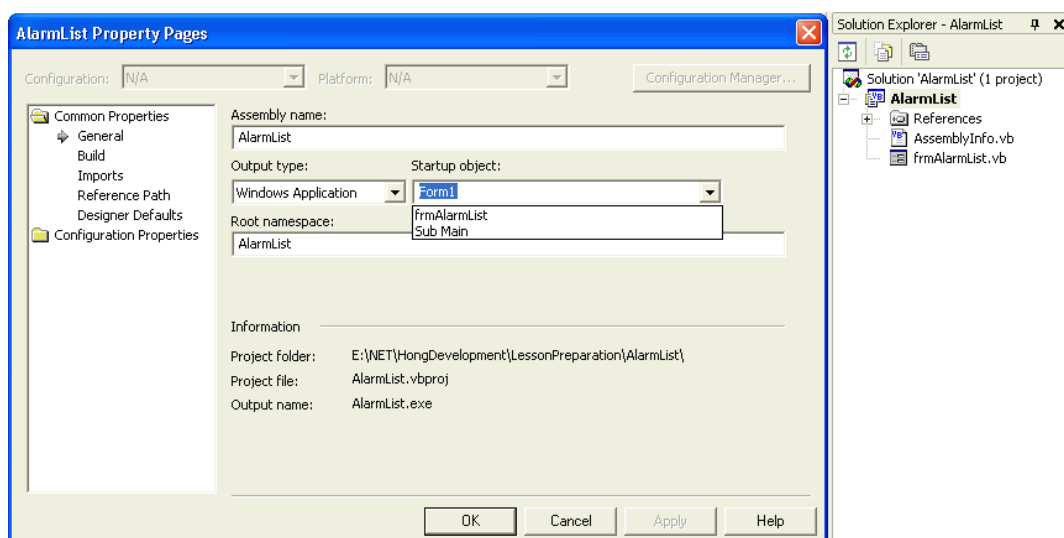 AlarmList Property Pages
Configuration: N/A Platform: N/A Configuration Manager...
Common Properties
General
Build
Imports
Reference Path
Designer Defaults
Configuration Properties
Assembly name:
AlarmList
Output type: Startup object:
Windows Application Form1
frmAlarmList
Sub Main
Root namespace:
AlarmList
Information
Project folder: E:\NET\HongDevelopment\LessonPreparation\AlarmList\
Project file: AlarmList.vbproj
Output name: AlarmList.exe
OK Cancel Apply Help
Solution Explorer - AlarmList
Solution 'AlarmList' (1 project)
AlarmList
References
AssemblyInfo.vb
frmAlarmList.vb